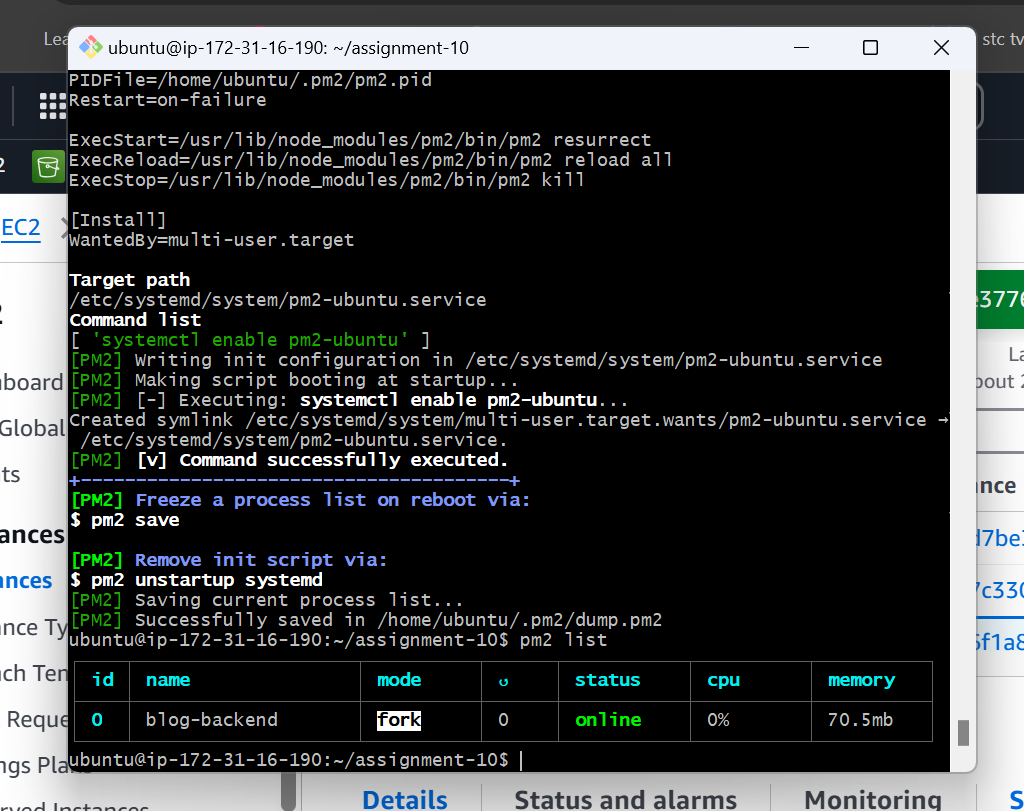 Lea
stc tv
ubuntu@ip-172-31-16-190: ~/assignment-10
PIDFile=/home/ubuntu/.pm2/pm2.pid
Restart=on-failure
ExecStart=/usr/lib/node_modules/pm2/bin/pm2 resurrect
ExecReload=/usr/lib/node_modules/pm2/bin/pm2 reload all
ExecStop=/usr/lib/node_modules/pm2/bin/pm2 kill
[Install]
WantedBy=multi-user.target
Target path
/etc/systemd/system/pm2-ubuntu.service
Command list
[ 'systemctl enable pm2-ubuntu' ]
[PM2] Writing init configuration in /etc/systemd/system/pm2-ubuntu.service
[PM2] Making script booting at startup...
[PM2] [-] Executing: systemctl enable pm2-ubuntu...
Created symlink /etc/systemd/system/multi-user.target.wants/pm2-ubuntu.service →
/etc/systemd/system/pm2-ubuntu.service.
[PM2] [v] Command successfully executed.
+---------------------------------------+
[PM2] Freeze a process list on reboot via:
$ pm2 save
[PM2] Remove init script via:
$ pm2 unstartup systemd
[PM2] Saving current process list...
[PM2] Successfully saved in /home/ubuntu/.pm2/dump.pm2
ubuntu@ip-172-31-16-190:~/assignment-10$ pm2 list
id name mode ↺ status cpu memory
0 blog-backend fork 0 online 0% 70.5mb
ubuntu@ip-172-31-16-190:~/assignment-10$
2
EC2
2
board
Global
ts
ances
ances
nce Ty
ch Ten
Reque
ngs Plans
rved Instances
e3776
La
bout 2
nce
d7be3
7c330
5f1a8
Details
Status and alarms
Monitoring
S